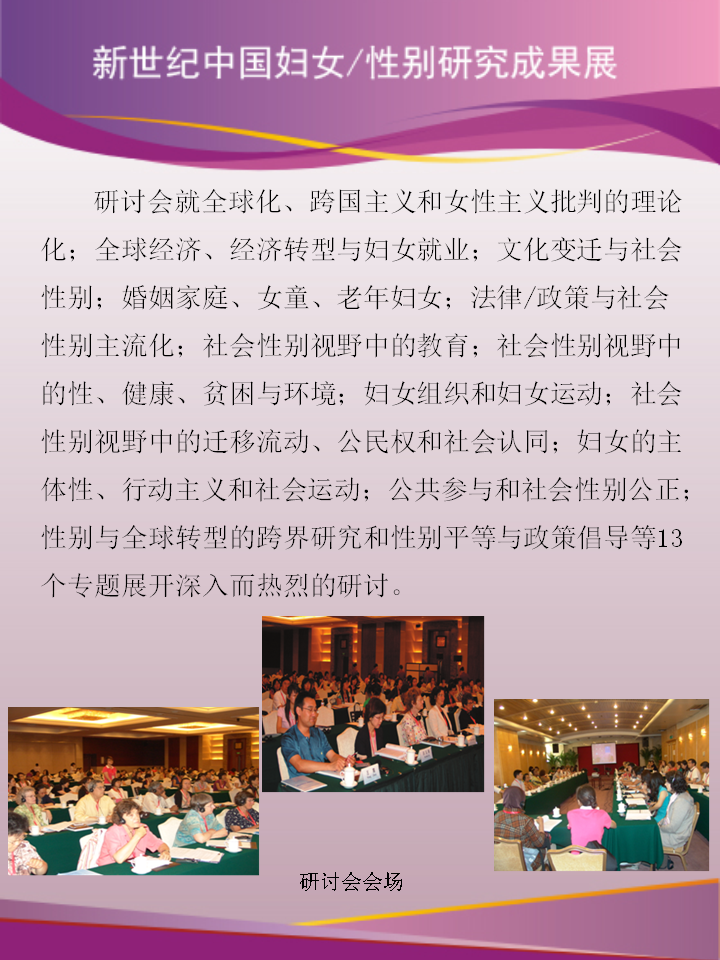 新世纪中国妇女/性别研究成果展
研讨会就全球化、跨国主义和女性主义批判的理论
化；全球经济、经济转型与妇女就业；文化变迁与社会
性别；婚姻家庭、女童、老年妇女；法律/政策与社会
性别主流化；社会性别视野中的教育；社会性别视野中
的性、健康、贫困与环境；妇女组织和妇女运动；社会
性别视野中的迁移流动、公民权和社会认同；妇女的主
体性、行动主义和社会运动；公共参与和社会性别公正；
性别与全球转型的跨界研究和性别平等与政策倡导等13
个专题展开深入而热烈的研讨。
研讨会会场